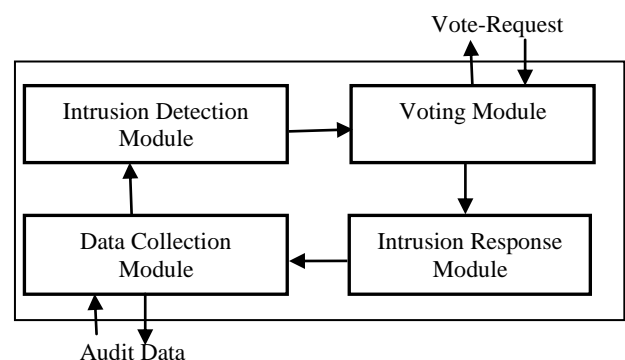 Vote-Request
Intrusion Detection
Module
Voting Module
Data Collection
Module
Intrusion Response
Module
Audit Data